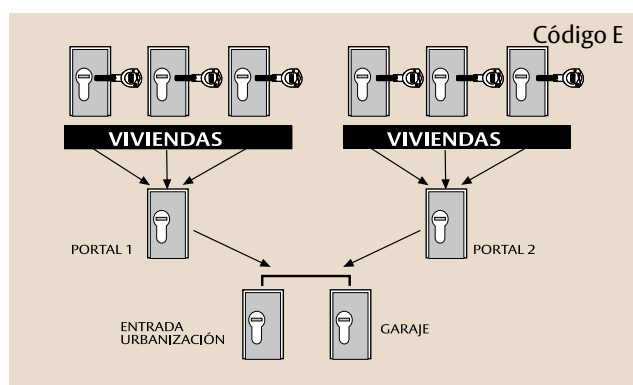 Código E
VIVIENDAS
VIVIENDAS
PORTAL 1
PORTAL 2
ENTRADA
URBANIZACIÓN
GARAJE